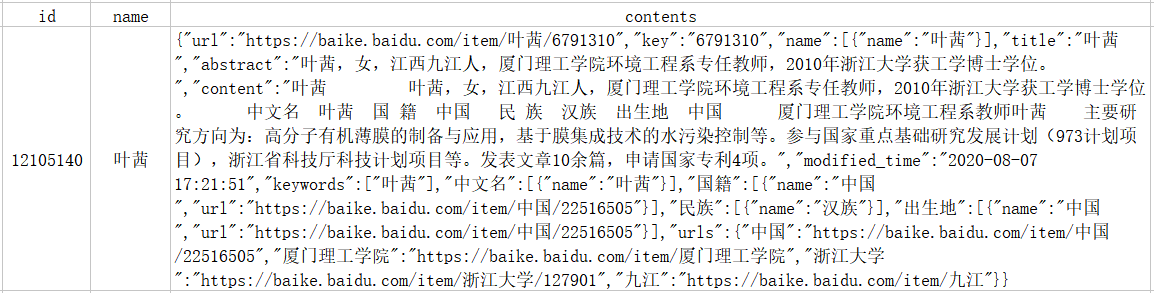 id name contents
{"url":"https://baike.baidu.com/item/叶茜/6791310","key":"6791310","name":[{"name":"叶茜"}],"title":"叶茜
","abstract":"叶茜，女，江西九江人，厦门理工学院环境工程系专任教师，2010年浙江大学获工学博士学位。
","content":"叶茜 叶茜，女，江西九江人，厦门理工学院环境工程系专任教师，2010年浙江大学获工学博士学位
。 中文名 叶茜 国 籍 中国 民 族 汉族 出生地 中国 厦门理工学院环境工程系教师叶茜 主要研
究方向为：高分子有机薄膜的制备与应用，基于膜集成技术的水污染控制等。参与国家重点基础研究发展计划（973计划项
12105140 叶茜 目），浙江省科技厅科技计划项目等。发表文章10余篇，申请国家专利4项。","modified_time":"2020-08-07
17:21:51","keywords":["叶茜"],"中文名":[{"name":"叶茜"}],"国籍":[{"name":"中国
","url":"https://baike.baidu.com/item/中国/22516505"}],"民族":[{"name":"汉族"}],"出生地":[{"name":"中国
","url":"https://baike.baidu.com/item/中国/22516505"}],"urls":{"中国":"https://baike.baidu.com/item/中国
/22516505","厦门理工学院":"https://baike.baidu.com/item/厦门理工学院","浙江大学
":"https://baike.baidu.com/item/浙江大学/127901","九江":"https://baike.baidu.com/item/九江"}}